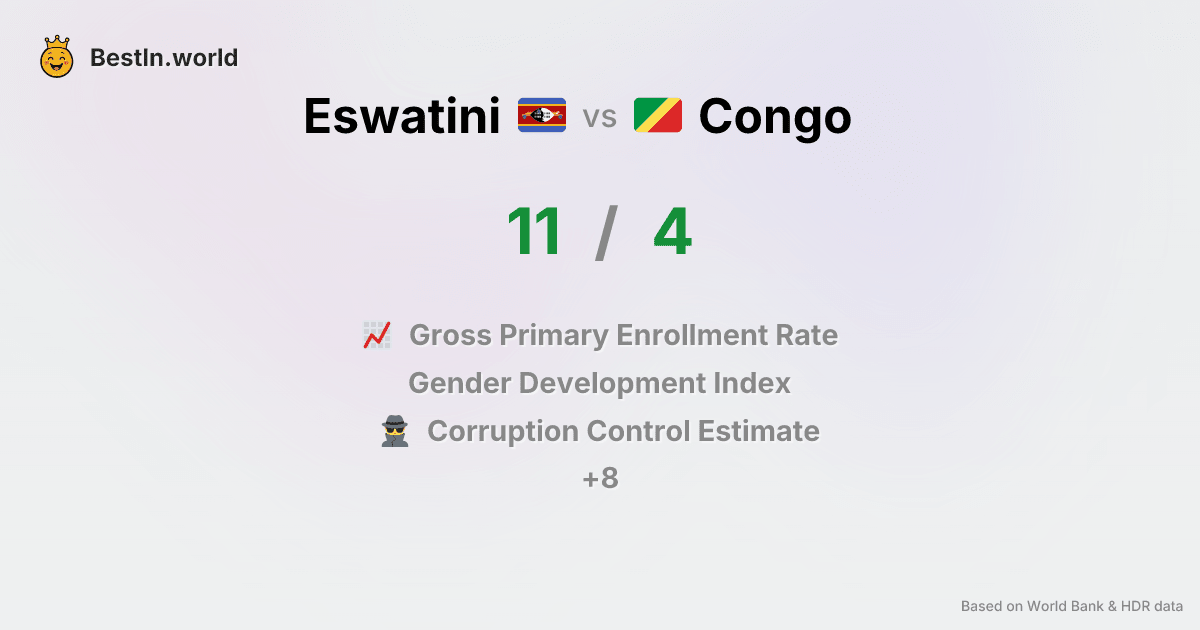 BestIn.world
Eswatini vs Congo
11 / 4
Gross Primary Enrollment Rate
Gender Development Index
Corruption Control Estimate
+8
Based on World Bank & HDR data